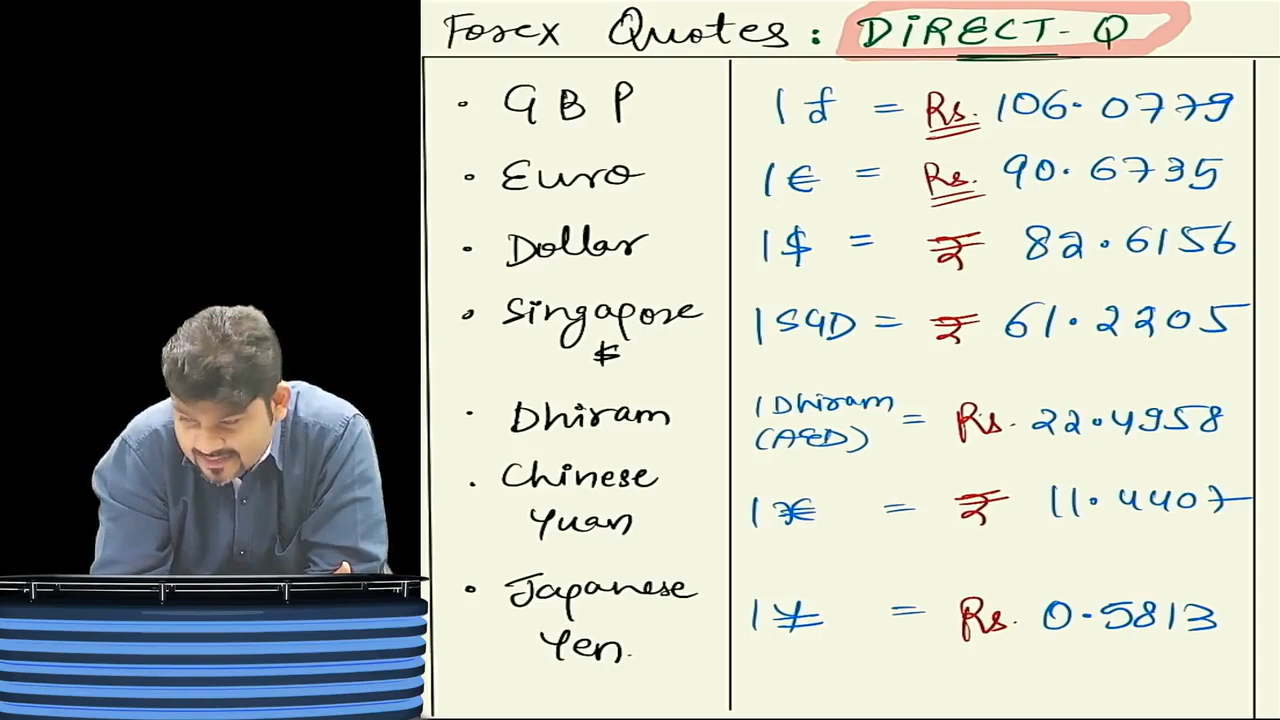 Forex Quotes : DiRECT - Q
• GBP 1 £ = Rs. 106.0779
• Euro 1 € = Rs. 90.6735
• Dollar 1 $ = ₹ 82.6156
• Singapore $ 1 SGD = ₹ 61.2205
• Dhiram 1 Dhiram (AED) = Rs. 22.4958
• Chinese Yuan 1 ¥ = ₹ 11.4407
• Japanese Yen. 1 ¥ = Rs. 0.5813